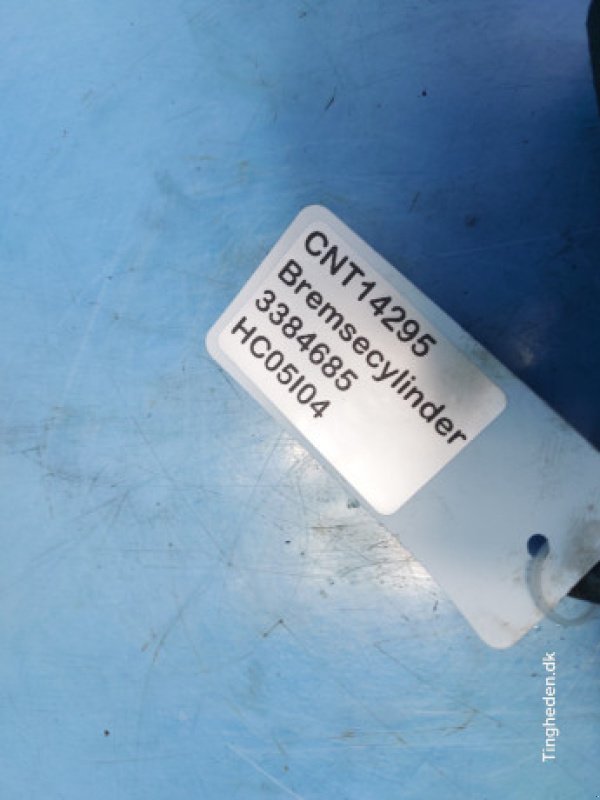 CNT14295
Bremsecylinder
3384685
HC05I04
Tingheden.dk